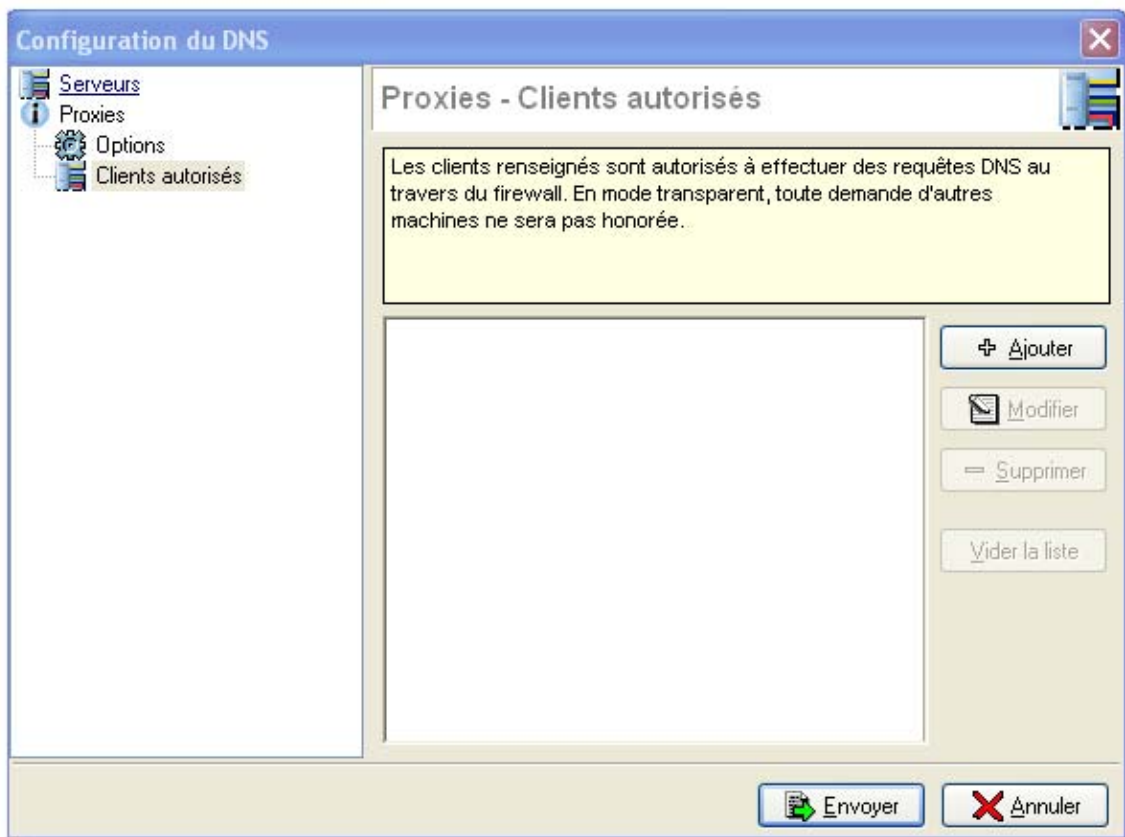 Configuration du DNS
Serveurs
Proxies
Options
Clients autorisés
Proxies - Clients autorisés
Les clients renseignés sont autorisés à effectuer des requêtes DNS au
travers du firewall. En mode transparent, toute demande d'autres
machines ne sera pas honorée.
Ajouter
Modifier
Supprimer
Vider la liste
Envoyer
Annuler